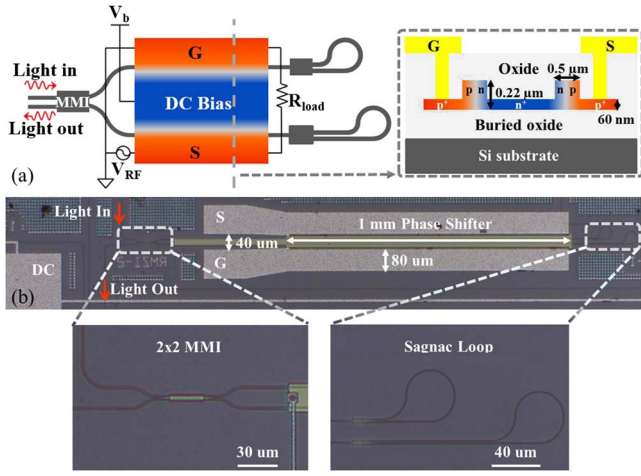 V_b
Light in
MMI
Light out
G
DC Bias
S
R_load
V_RF
(a)
G
S
Oxide
0.5 μm
p n
n p
0.22 μm
p⁺
n⁺
p⁺
60 nm
Buried oxide
Si substrate
Light In
S
1 mm Phase Shifter
40 um
DC
G
80 um
(b)
Light Out
2x2 MMI
30 um
Sagnac Loop
40 um